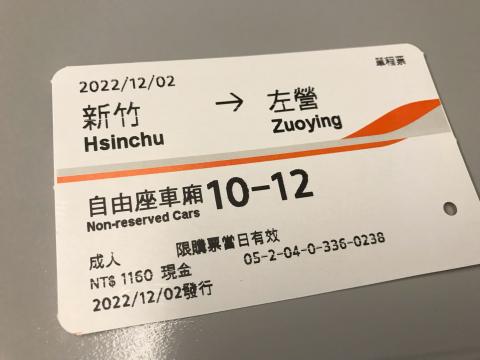 2022/12/02
單程票
新竹 → 左營
Hsinchu Zuoying
自由座車廂 10-12
Non-reserved Cars
成人 限購票當日有效
NT$ 1160 現金 05-2-04-0-336-0238
2022/12/02發行